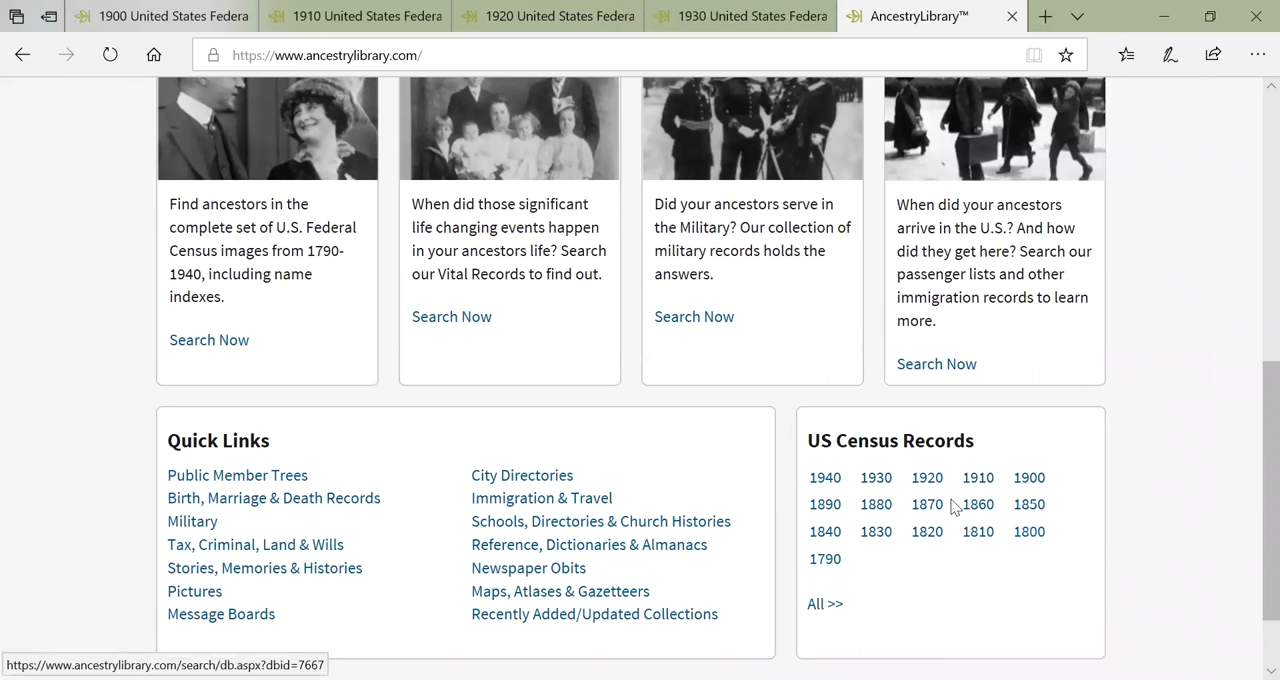 1900 United States Federa
1910 United States Federa
1920 United States Federa
1930 United States Federa
AncestryLibrary™
https://www.ancestrylibrary.com/
Find ancestors in the
complete set of U.S. Federal
Census images from 1790-
1940, including name
indexes.
Search Now
When did those significant
life changing events happen
in your ancestors life? Search
our Vital Records to find out.
Search Now
Did your ancestors serve in
the Military? Our collection of
military records holds the
answers.
Search Now
When did your ancestors
arrive in the U.S.? And how
did they get here? Search our
passenger lists and other
immigration records to learn
more.
Search Now
Quick Links
Public Member Trees
Birth, Marriage & Death Records
Military
Tax, Criminal, Land & Wills
Stories, Memories & Histories
Pictures
Message Boards
City Directories
Immigration & Travel
Schools, Directories & Church Histories
Reference, Dictionaries & Almanacs
Newspaper Obits
Maps, Atlases & Gazetteers
Recently Added/Updated Collections
US Census Records
1940 1930 1920 1910 1900
1890 1880 1870 1860 1850
1840 1830 1820 1810 1800
1790
All >>
https://www.ancestrylibrary.com/search/db.aspx?dbid=7667